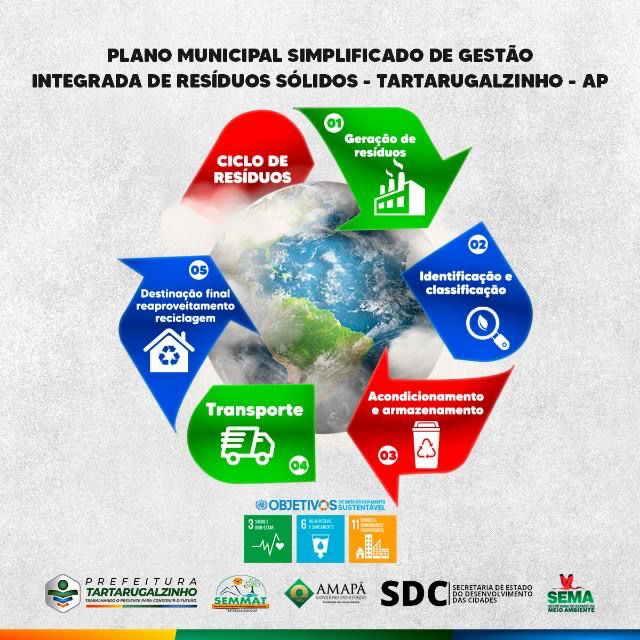 PLANO MUNICIPAL SIMPLIFICADO DE GESTÃO
INTEGRADA DE RESÍDUOS SÓLIDOS - TARTARUGALZINHO - AP
CICLO DE
RESÍDUOS
01
Geração de
resíduos
02
Identificação e
classificação
Acondicionamento
e armazenamento
03
Transporte
04
05
Destinação final
reaproveitamento
reciclagem
OBJETIVOS
DE DESENVOLVIMENTO
SUSTENTÁVEL
3 SAÚDE E
BEM-ESTAR
6 ÁGUA POTÁVEL
E SANEAMENTO
11 CIDADES E
COMUNIDADES
SUSTENTÁVEIS
PREFEITURA
TARTARUGALZINHO
TRABALHANDO O PRESENTE PARA CONSTRUIR O FUTURO
SEMMAT
TARTARUGALZINHO-AP
AMAPÁ
GOVERNO DO ESTADO
SDC
SECRETARIA DE ESTADO
DO DESENVOLVIMENTO
DAS CIDADES
SEMA
SECRETARIA DE ESTADO DO
MEIO AMBIENTE